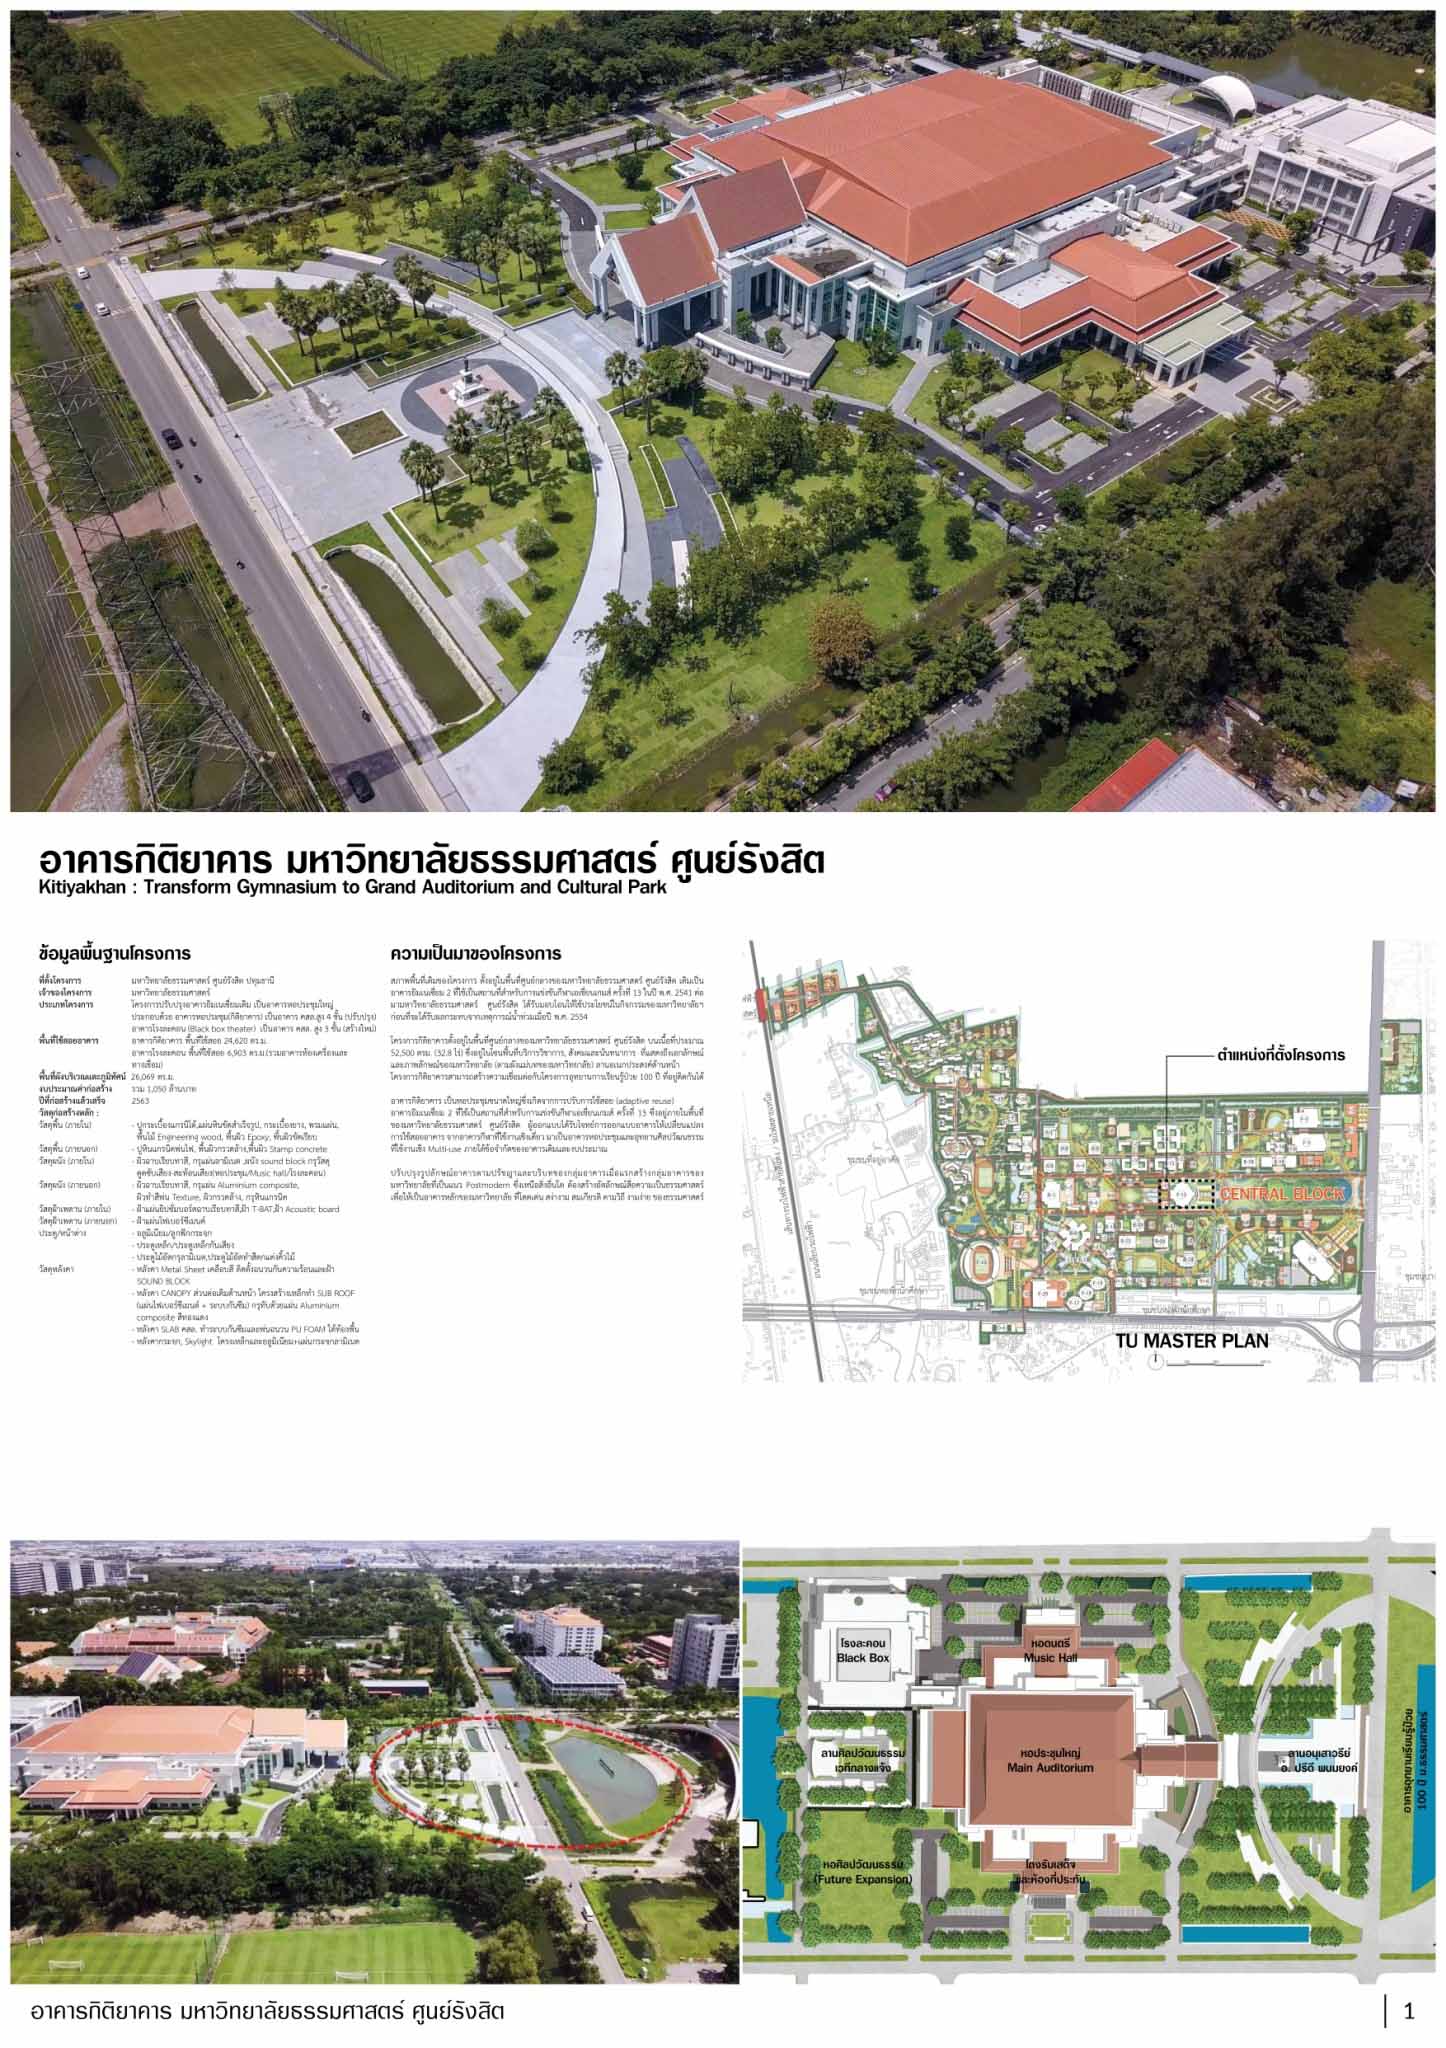 อาคารกิติยาคาร มหาวิทยาลัยธรรมศาสตร์ ศูนย์รังสิต
Kitiyakhan : Transform Gymnasium to Grand Auditorium and Cultural Park
ข้อมูลพื้นฐานโครงการ
ที่ตั้งโครงการ มหาวิทยาลัยธรรมศาสตร์ ศูนย์รังสิต ปทุมธานี
เจ้าของโครงการ มหาวิทยาลัยธรรมศาสตร์
ประเภทโครงการ โครงการปรับปรุงอาคารยิมเนเซียมเดิม เป็นอาคารหอประชุมใหญ่
ประกอบด้วย อาคารหอประชุม(กิติยาคาร) เป็นอาคาร คสล.สูง 4 ชั้น (ปรับปรุง)
อาคารโรงละคอน (Black box theater) เป็นอาคาร คสล. สูง 3 ชั้น (สร้างใหม่)
พื้นที่ใช้สอยอาคาร อาคารกิติยาคาร พื้นที่ใช้สอย 24,620 ตร.ม.
อาคารโรงละคอน พื้นที่ใช้สอย 6,903 ตร.ม.(รวมอาคารห้องเครื่องและ
ทางเชื่อม)
พื้นที่ผังบริเวณและภูมิทัศน์ 26,069 ตร.ม.
งบประมาณค่าก่อสร้าง รวม 1,050 ล้านบาท
ปีที่ก่อสร้างแล้วเสร็จ 2563
วัสดุก่อสร้างหลัก :
วัสดุพื้น (ภายใน) - ปูกระเบื้องแกรนิโต้,แผ่นหินขัดสำเร็จรูป, กระเบื้องยาง, พรมแผ่น,
พื้นไม้ Engineering wood, พื้นผิว Epoxy, พื้นผิวขัดเรียบ
วัสดุพื้น (ภายนอก) - ปูหินแกรนิตพ่นไฟ, พื้นผิวกรวดล้าง,พื้นผิว Stamp concrete
วัสดุผนัง (ภายใน) - ผิวฉาบเรียบทาสี, กรุแผ่นลามิเนต ,ผนัง sound block กรุวัสดุ
ดูดซับเสียง-สะท้อนเสียง(หอประชุม/Music hall/โรงละคอน)
วัสดุผนัง (ภายนอก) - ผิวฉาบเรียบทาสี, กรุแผ่น Aluminium composite,
ผิวทำสีพ่น Texture, ผิวกรวดล้าง, กรุหินแกรนิต
วัสดุฝ้าเพดาน (ภายใน) - ฝ้าแผ่นยิปซัมบอร์ดฉาบเรียบทาสี,ฝ้า T-BAT,ฝ้า Acoustic board
วัสดุฝ้าเพดาน (ภายนอก) - ฝ้าแผ่นไฟเบอร์ซีเมนต์
ประตู/หน้าต่าง - อลูมิเนียม/ลูกฟักกระจก
- ประตูเหล็ก/ประตูเหล็กกันเสียง
- ประตูไม้อัดกรุลามิเนต,ประตูไม้อัดทำสีตกแต่งคิ้วไม้
วัสดุหลังคา - หลังคา Metal Sheet เคลือบสี ติดตั้งฉนวนกันความร้อนและฝ้า
SOUND BLOCK
- หลังคา CANOPY ส่วนต่อเติมด้านหน้า โครงสร้างเหล็กทำ SUB ROOF
(แผ่นไฟเบอร์ซีเมนต์ + ระบบกันซึม) กรุทับด้วยแผ่น Aluminium
composite สีทองแดง
- หลังคา SLAB คสล. ทำระบบกันซึมและพ่นฉนวน PU FOAM ใต้ท้องพื้น
- หลังคากระจก, Skylight โครงเหล็กและอลูมิเนียม+แผ่นกระจกลามิเนต
ความเป็นมาของโครงการ
สภาพพื้นที่เดิมของโครงการ ตั้งอยู่ในพื้นที่ศูนย์กลางของมหาวิทยาลัยธรรมศาสตร์ ศูนย์รังสิต เดิมเป็น
อาคารยิมเนเซียม 2 ที่ใช้เป็นสถานที่สำหรับการแข่งขันกีฬาเอเชี่ยนเกมส์ ครั้งที่ 13 ในปี พ.ศ. 2541 ต่อ
มามหาวิทยาลัยธรรมศาสตร์ ศูนย์รังสิต ได้รับมอบโอนให้ใช้ประโยชน์ในกิจกรรมของมหาวิทยาลัยฯ
ก่อนที่จะได้รับผลกระทบจากเหตุการณ์น้ำท่วมเมื่อปี พ.ศ. 2554
โครงการกิติยาคารตั้งอยู่ในพื้นที่ศูนย์กลางของมหาวิทยาลัยธรรมศาสตร์ ศูนย์รังสิต บนเนื้อที่ประมาณ
52,500 ตรม. (32.8 ไร่) ซึ่งอยู่ในโซนพื้นที่บริการวิชาการ, สังคมและนันทนาการ ที่แสดงถึงเอกลักษณ์
และภาพลักษณ์ของมหาวิทยาลัย (ตามผังแม่บทของมหาวิทยาลัย) ลานอเนกประสงค์ด้านหน้า
โครงการกิติยาคารสามารถสร้างความเชื่อมต่อกับโครงการอุทยานการเรียนรู้ป๋วย 100 ปี ที่อยู่ติดกันได้
อาคารกิติยาคาร เป็นหอประชุมขนาดใหญ่ซึ่งเกิดจากการปรับการใช้สอย (adaptive reuse)
อาคารยิมเนเซียม 2 ที่ใช้เป็นสถานที่สำหรับการแข่งขันกีฬาเอเชี่ยนเกมส์ ครั้งที่ 13 ซึ่งอยู่ภายในพื้นที่
ของมหาวิทยาลัยธรรมศาสตร์ ศูนย์รังสิต ผู้ออกแบบได้รับโจทย์การออกแบบอาคารให้เปลี่ยนแปลง
การใช้สอยอาคาร จากอาคารกีฬาที่ใช้งานเชิงเดี่ยว มาเป็นอาคารหอประชุมและอุทยานศิลปวัฒนธรรม
ที่ใช้งานเชิง Multi-use ภายใต้ข้อจำกัดของอาคารเดิมและงบประมาณ
ปรับปรุงรูปลักษณ์อาคารตามปรัชญาและบริบทของกลุ่มอาคารเมื่อแรกสร้างกลุ่มอาคารของ
มหาวิทยาลัยที่เป็นแนว Postmodern ซึ่งเหนือสิ่งอื่นใด ต้องสร้างอัตลักษณ์สื่อความเป็นธรรมศาสตร์
เพื่อให้เป็นอาคารหลักของมหาวิทยาลัย ที่โดดเด่น สง่างาม สมเกียรติ ตามวิถี งามง่าย ของธรรมศาสตร์
ตำแหน่งที่ตั้งโครงการ
CENTRAL BLOCK
ชุมชนที่อยู่อาศัย
TU MASTER PLAN
โรงละคอน
Black Box
หอดนตรี
Music Hall
ลานศิลปวัฒนธรรม
เวทีกลางแจ้ง
หอประชุมใหญ่
Main Auditorium
ลานอนุเสาวรีย์
อ. ปรีดี พนมยงค์
อาคารอุทยานเรียนรู้ป๋วย
100 ปี ม.ธรรมศาสตร์
หอศิลปวัฒนธรรม
(Future Expansion)
โถงรับเสด็จ
และห้องที่ประทับ
อาคารกิติยาคาร มหาวิทยาลัยธรรมศาสตร์ ศูนย์รังสิต
1